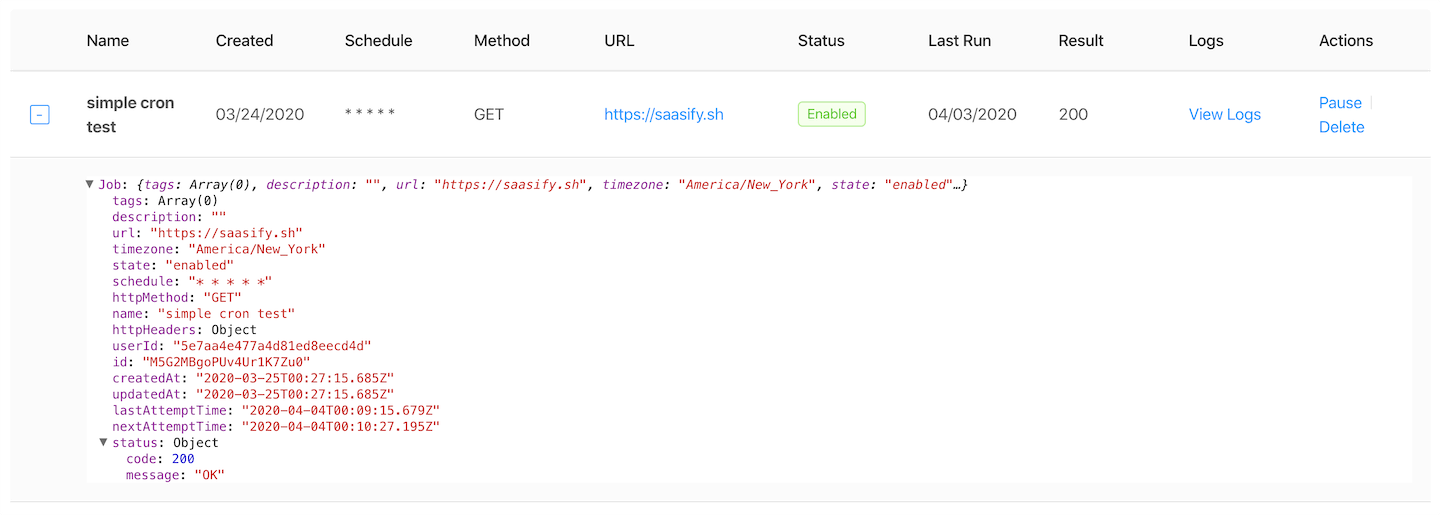 Name Created Schedule Method URL Status Last Run Result Logs Actions
simple cron test 03/24/2020 * * * * * GET https://saasify.sh Enabled 04/03/2020 200 View Logs Pause Delete
Job: {tags: Array(0), description: "", url: "https://saasify.sh", timezone: "America/New_York", state: "enabled"…}
tags: Array(0)
description: ""
url: "https://saasify.sh"
timezone: "America/New_York"
state: "enabled"
schedule: "* * * * *"
httpMethod: "GET"
name: "simple cron test"
httpHeaders: Object
userId: "5e7aa4e477a4d81ed8eecd4d"
id: "M5G2MBgoPUv4Ur1K7Zu0"
createdAt: "2020-03-25T00:27:15.685Z"
updatedAt: "2020-03-25T00:27:15.685Z"
lastAttemptTime: "2020-04-04T00:09:15.679Z"
nextAttemptTime: "2020-04-04T00:10:27.195Z"
status: Object
code: 200
message: "OK"